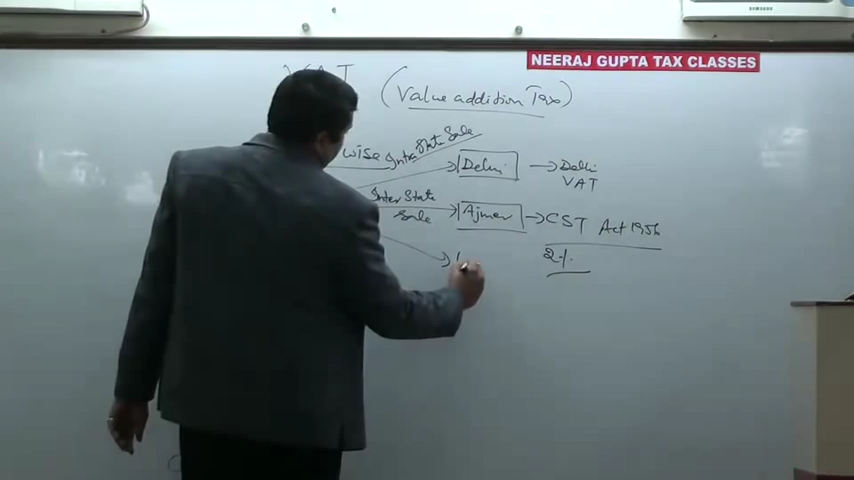 NEERAJ GUPTA TAX CLASSES
(Value addition Tax)
wise
Intra State Sale
Delhi → Delhi VAT
Inter State Sale
Ajmer → CST Act 1956
2%